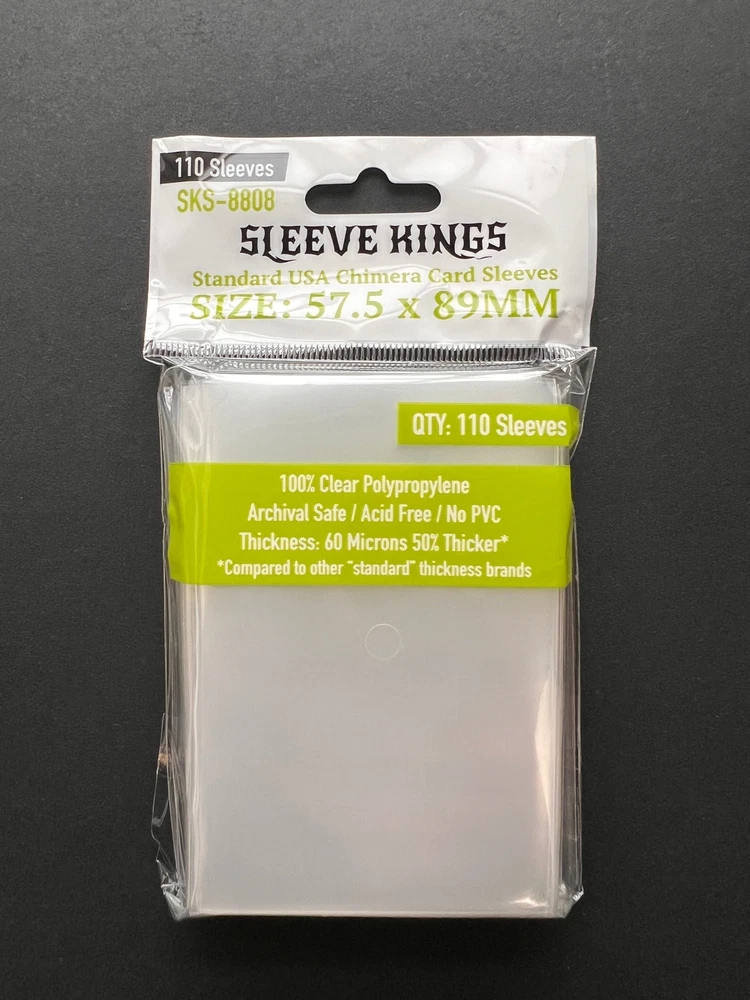 110 Sleeves
SKS-8808
SLEEVE KINGS
Standard USA Chimera Card Sleeves
SIZE: 57.5 x 89MM
QTY: 110 Sleeves
100% Clear Polypropylene
Archival Safe / Acid Free / No PVC
Thickness: 60 Microns 50% Thicker*
*Compared to other "standard" thickness brands